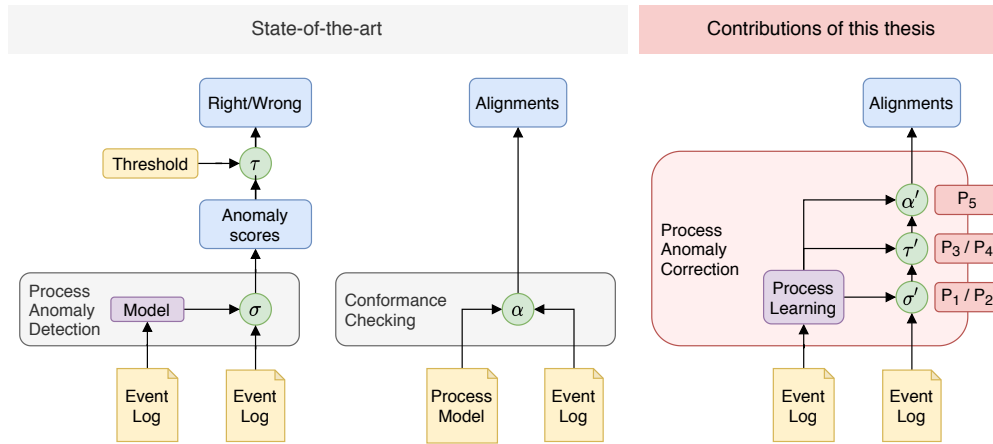 State-of-the-art
Contributions of this thesis
Right/Wrong
Alignments
Alignments
Threshold
τ
Anomaly
scores
α′
P5
Process
Anomaly
Correction
τ′
P3 / P4
Process
Anomaly
Detection
Model
σ
Conformance
Checking
α
Process
Learning
σ′
P1 / P2
Event
Log
Event
Log
Process
Model
Event
Log
Event
Log
Event
Log